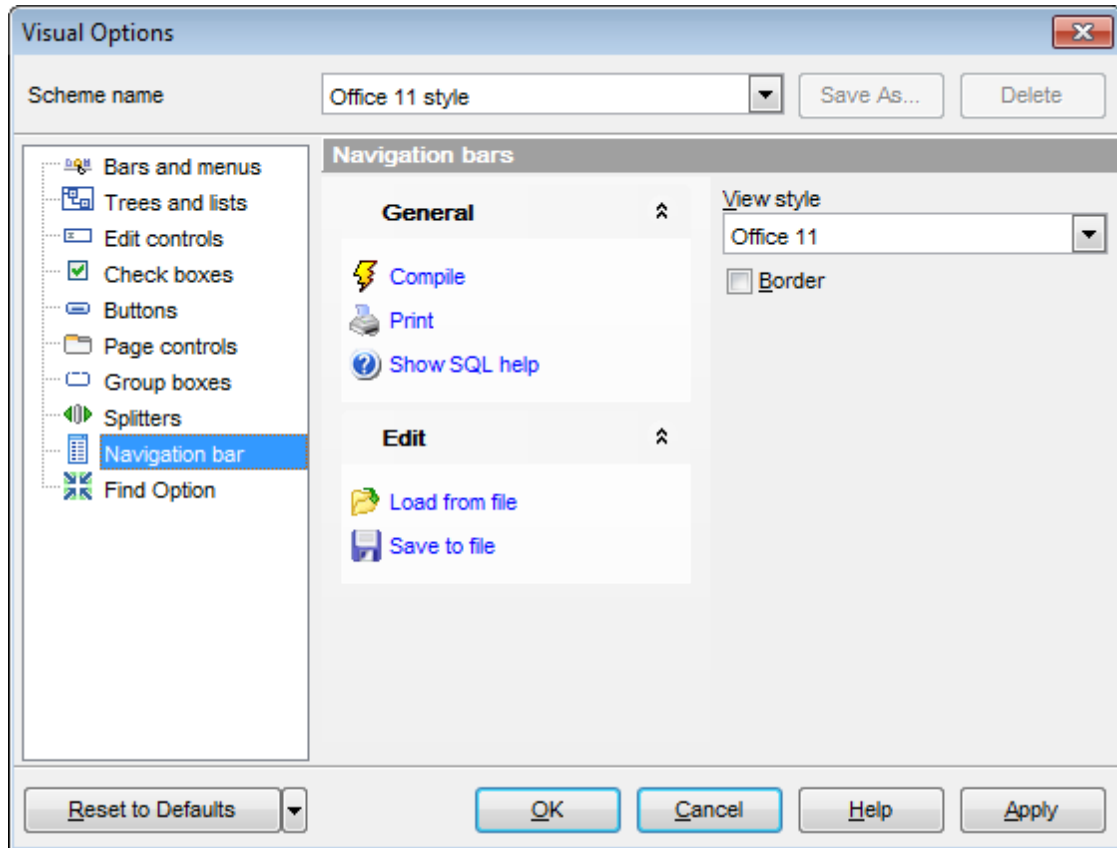 Visual Options
Scheme name
Office 11 style
Save As...
Delete
Bars and menus
Trees and lists
Edit controls
Check boxes
Buttons
Page controls
Group boxes
Splitters
Navigation bar
Find Option
Navigation bars
General
Compile
Print
Show SQL help
Edit
Load from file
Save to file
View style
Office 11
Border
Reset to Defaults
OK
Cancel
Help
Apply